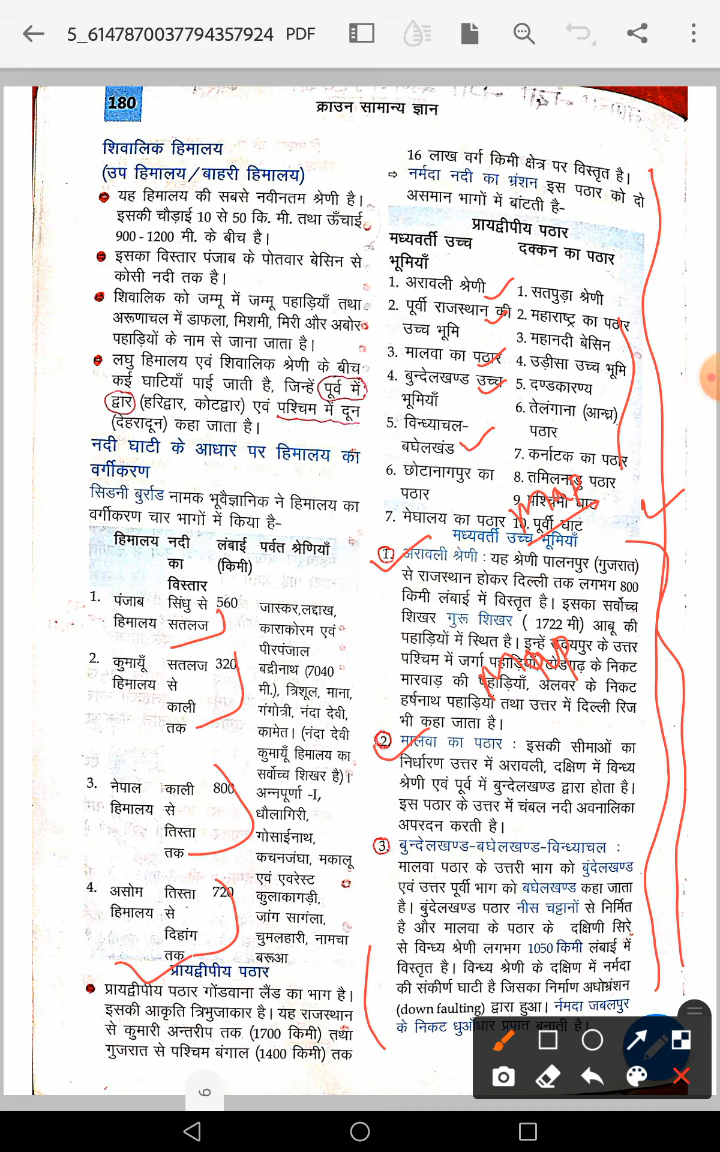 5_6147870037794357924 PDF
180
क्राउन सामान्य ज्ञान
शिवालिक हिमालय
(उप हिमालय/बाहरी हिमालय)
यह हिमालय की सबसे नवीनतम श्रेणी है।
इसकी चौड़ाई 10 से 50 कि. मी. तथा ऊँचाई
900-1200 मी. के बीच है।
इसका विस्तार पंजाब के पोतवार बेसिन से
कोसी नदी तक है।
शिवालिक को जम्मू में जम्मू पहाड़ियाँ तथा
अरूणाचल में डाफला, मिशमी, मिरी और अबोर
पहाड़ियों के नाम से जाना जाता है।
लघु हिमालय एवं शिवालिक श्रेणी के बीच
कई घाटियाँ पाई जाती है, जिन्हें पूर्व में
द्वार (हरिद्वार, कोटद्वार) एवं पश्चिम में दून
(देहरादून) कहा जाता है।
नदी घाटी के आधार पर हिमालय का
वर्गीकरण
सिडनी बुर्राड नामक भूवैज्ञानिक ने हिमालय का
वर्गीकरण चार भागों में किया है-
हिमालय नदी लंबाई पर्वत श्रेणियाँ
का (किमी)
विस्तार
1. पंजाब सिंधु से 560 जास्कर,लद्दाख,
हिमालय सतलज काराकोरम एवं
पीरपंजाल
2. कुमायूँ सतलज 320 बद्रीनाथ (7040
हिमालय से मी.), त्रिशूल, माना,
काली गंगोत्री, नंदा देवी,
तक कामेत। (नंदा देवी
कुमायूँ हिमालय का
सर्वोच्च शिखर है)।
3. नेपाल काली 800 अन्नपूर्णा -I,
हिमालय से धौलागिरी,
तिस्ता गोसाईनाथ,
तक कचनजंघा, मकालू
एवं एवरेस्ट
4. असोम तिस्ता 720 कुलाकागड़ी,
हिमालय से जांग सागंला,
दिहांग चुमलहारी, नामचा
तक बरूआ
प्रायद्वीपीय पठार
प्रायद्वीपीय पठार गोंडवाना लैंड का भाग है।
इसकी आकृति त्रिभुजाकार है। यह राजस्थान
से कुमारी अन्तरीप तक (1700 किमी) तथा
गुजरात से पश्चिम बंगाल (1400 किमी) तक
16 लाख वर्ग किमी क्षेत्र पर विस्तृत है।
⇒ नर्मदा नदी का भ्रंशन इस पठार को दो
असमान भागों में बांटती है-
प्रायद्वीपीय पठार
मध्यवर्ती उच्च दक्कन का पठार
भूमियाँ
1. अरावली श्रेणी 1. सतपुड़ा श्रेणी
2. पूर्वी राजस्थान की 2. महाराष्ट्र का पठार
उच्च भूमि 3. महानदी बेसिन
3. मालवा का पठार 4. उड़ीसा उच्च भूमि
4. बुन्देलखण्ड उच्च 5. दण्डकारण्य
भूमियाँ 6. तेलंगाना (आन्ध्र)
5. विन्ध्याचल- पठार
बघेलखंड 7. कर्नाटक का पठार
6. छोटानागपुर का 8. तमिलनाडु पठार
पठार 9. पश्चिमी घाट
7. मेघालय का पठार 10. पूर्वी घाट
map
मध्यवर्ती उच्च भूमियाँ
1. अरावली श्रेणी : यह श्रेणी पालनपुर (गुजरात)
से राजस्थान होकर दिल्ली तक लगभग 800
किमी लंबाई में विस्तृत है। इसका सर्वोच्च
शिखर गुरू शिखर ( 1722 मी) आबू की
पहाड़ियों में स्थित है। इन्हें उदयपुर के उत्तर
पश्चिम में जर्गा पहाड़ियाँ, टोडगढ़ के निकट
मारवाड़ की पहाड़ियाँ, अलवर के निकट
हर्षनाथ पहाड़ियां तथा उत्तर में दिल्ली रिज
भी कहा जाता है।
map
2. मालवा का पठार : इसकी सीमाओं का
निर्धारण उत्तर में अरावली, दक्षिण में विन्ध्य
श्रेणी एवं पूर्व में बुन्देलखण्ड द्वारा होता है।
इस पठार के उत्तर में चंबल नदी अवनालिका
अपरदन करती है।
3. बुन्देलखण्ड-बघेलखण्ड-विन्ध्याचल :
मालवा पठार के उत्तरी भाग को बुंदेलखण्ड
एवं उत्तर पूर्वी भाग को बघेलखण्ड कहा जाता
है। बुंदेलखण्ड पठार नीस चट्टानों से निर्मित
है और मालवा के पठार के दक्षिणी सिरे
से विन्ध्य श्रेणी लगभग 1050 किमी लंबाई में
विस्तृत है। विन्ध्य श्रेणी के दक्षिण में नर्मदा
की संकीर्ण घाटी है जिसका निर्माण अधोभ्रंशन
(down faulting) द्वारा हुआ। र्नमदा जबलपुर
के निकट धुआँधार प्रपात बनाती है।